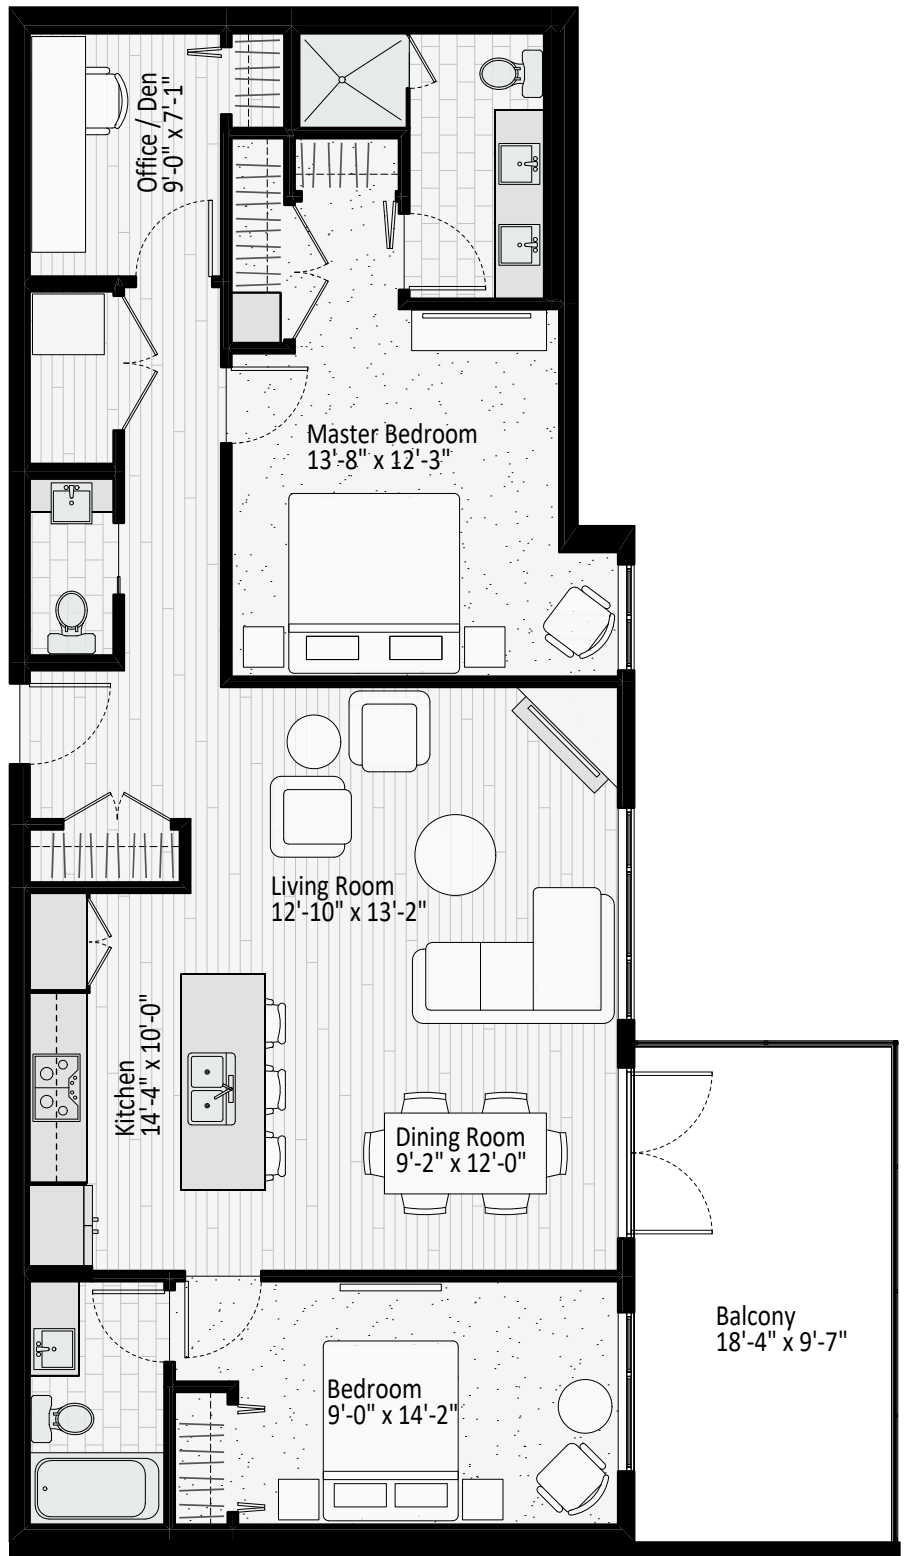 Office / Den
9'-0" x 7'-1"
Master Bedroom
13'-8" x 12'-3"
Living Room
12'-10" x 13'-2"
Kitchen
14'-4" x 10'-0"
Dining Room
9'-2" x 12'-0"
Balcony
18'-4" x 9'-7"
Bedroom
9'-0" x 14'-2"